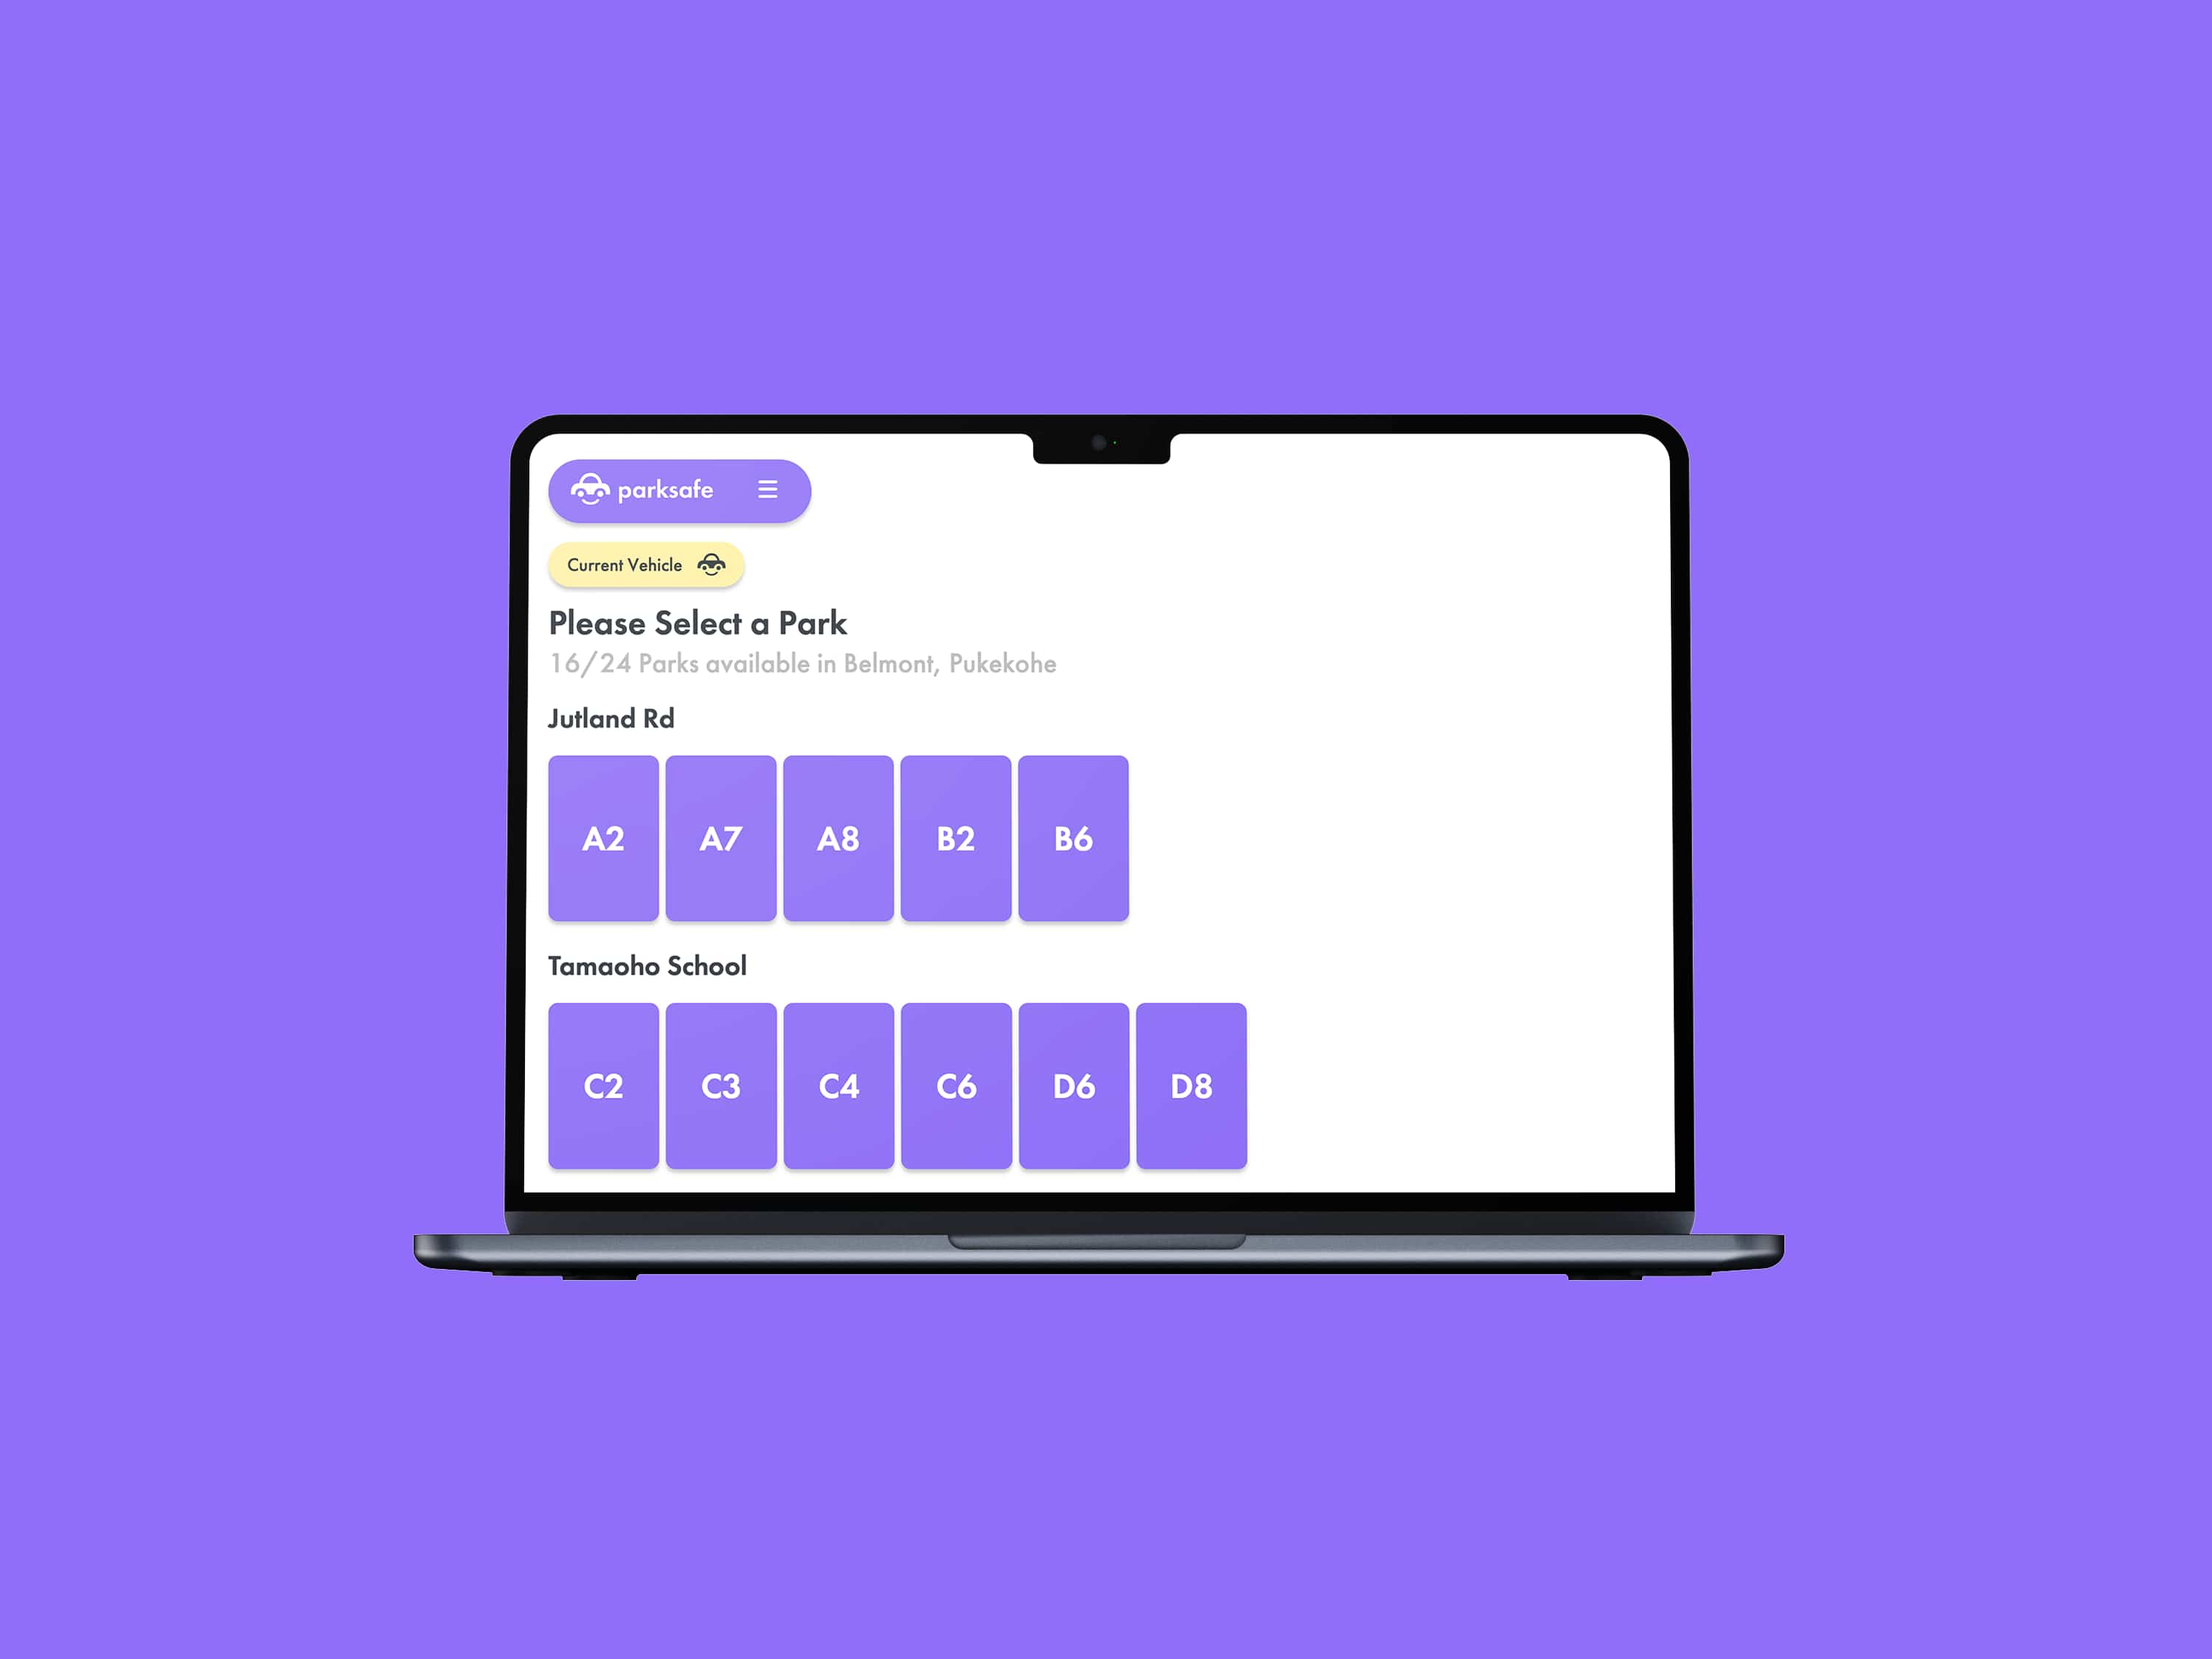 parksafe
Current Vehicle
Please Select a Park
16/24 Parks available in Belmont, Pukekohe
Jutland Rd
A2 A7 A8 B2 B6
Tamaoho School
C2 C3 C4 C6 D6 D8